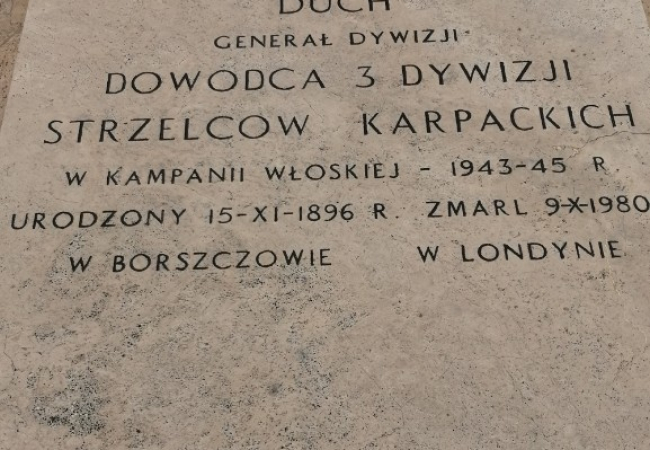 DUCH
GENERAŁ DYWIZJI
DOWODCA 3 DYWIZJI
STRZELCOW KARPACKICH
W KAMPANII WŁOSKIEJ - 1943-45 R.
URODZONY 15-XI-1896 R. ZMARL 9-X-1980
W BORSZCZOWIE W LONDYNIE